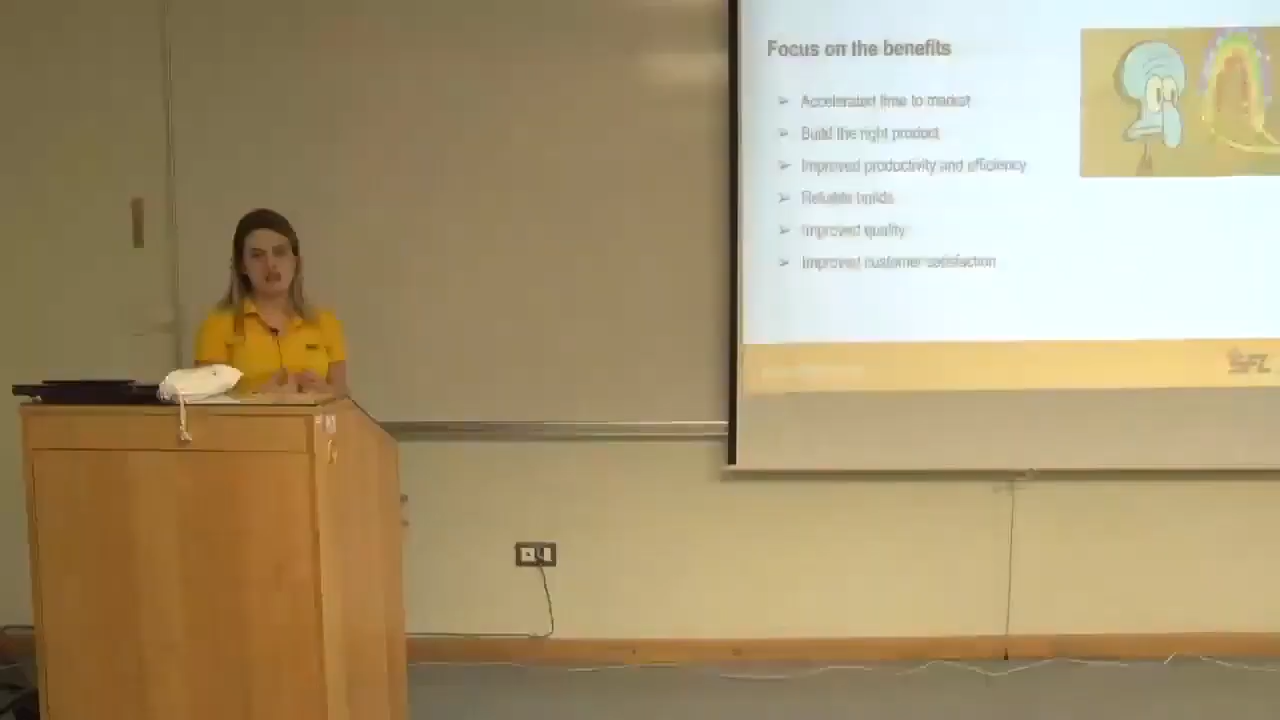 Focus on the benefits
➢ Accelerated time to market
➢ Build the right product
➢ Improved productivity and efficiency
➢ Reliable builds
➢ Improved quality
➢ Improved customer satisfaction
SFL